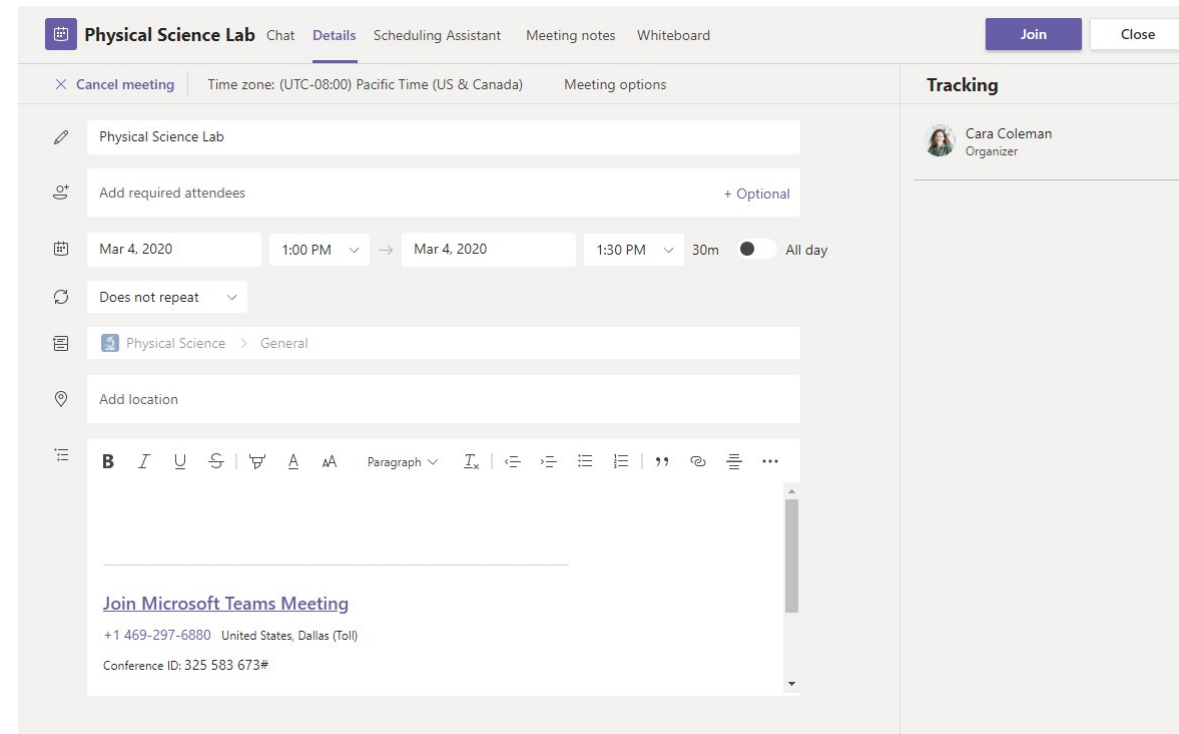 Physical Science Lab Chat Details Scheduling Assistant Meeting notes Whiteboard Join Close
Cancel meeting Time zone: (UTC-08:00) Pacific Time (US & Canada) Meeting options
Tracking
Physical Science Lab
Cara Coleman
Organizer
Add required attendees + Optional
Mar 4, 2020 1:00 PM → Mar 4, 2020 1:30 PM 30m All day
Does not repeat
Physical Science > General
Add location
B I U S A AA Paragraph Tx
Join Microsoft Teams Meeting
+1 469-297-6880 United States, Dallas (Toll)
Conference ID: 325 583 673#